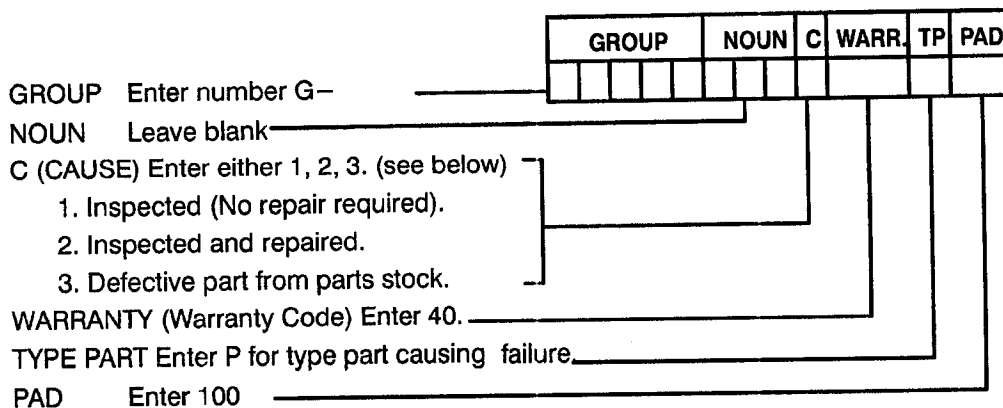 GROUP NOUN C WARR. TP PAD
GROUP Enter number G–
NOUN Leave blank
C (CAUSE) Enter either 1, 2, 3. (see below)
1. Inspected (No repair required).
2. Inspected and repaired.
3. Defective part from parts stock.
WARRANTY (Warranty Code) Enter 40.
TYPE PART Enter P for type part causing failure.
PAD Enter 100